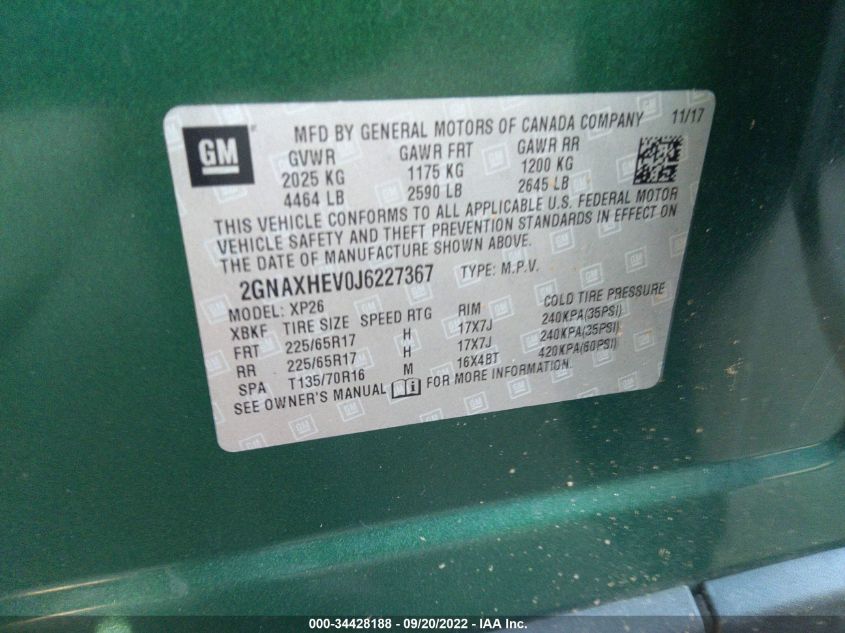 GM
MFD BY GENERAL MOTORS OF CANADA COMPANY 11/17
GVWR GAWR FRT GAWR RR
2025 KG 1175 KG 1200 KG
4464 LB 2590 LB 2645 LB
THIS VEHICLE CONFORMS TO ALL APPLICABLE U.S. FEDERAL MOTOR
VEHICLE SAFETY AND THEFT PREVENTION STANDARDS IN EFFECT ON
THE DATE OF MANUFACTURE SHOWN ABOVE.
2GNAXHEV0J6227367 TYPE: M.P.V.
MODEL: XP26
XBKF TIRE SIZE SPEED RTG RIM COLD TIRE PRESSURE
FRT 225/65R17 H 17X7J 240KPA(35PSI)
RR 225/65R17 H 17X7J 240KPA(35PSI)
SPA T135/70R16 M 16X4BT 420KPA(60PSI)
SEE OWNER'S MANUAL i FOR MORE INFORMATION.
000-34428188 - 09/20/2022 - IAA Inc.